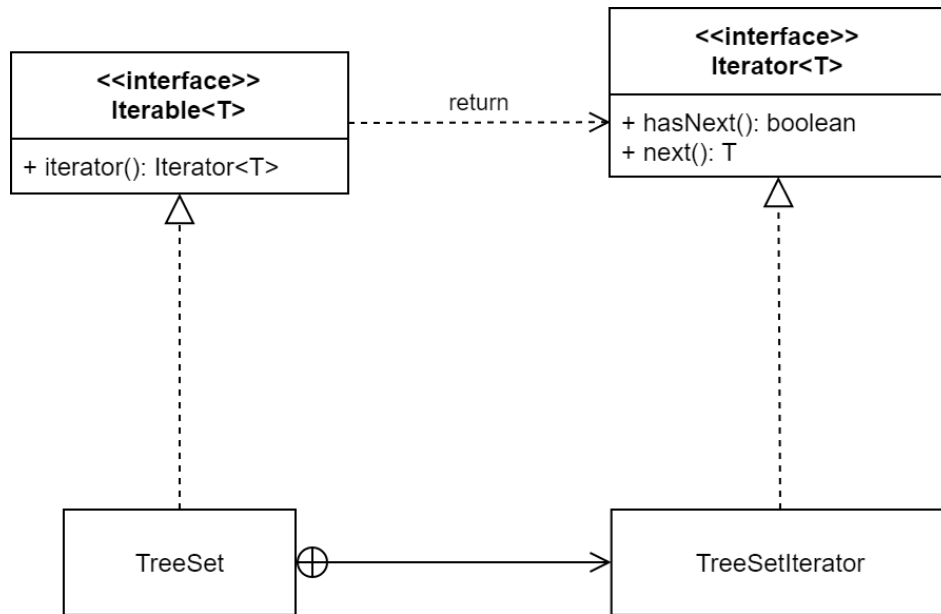 <<interface>>
Iterable<T>
+ iterator(): Iterator<T>
return
<<interface>>
Iterator<T>
+ hasNext(): boolean
+ next(): T
TreeSet
TreeSetIterator